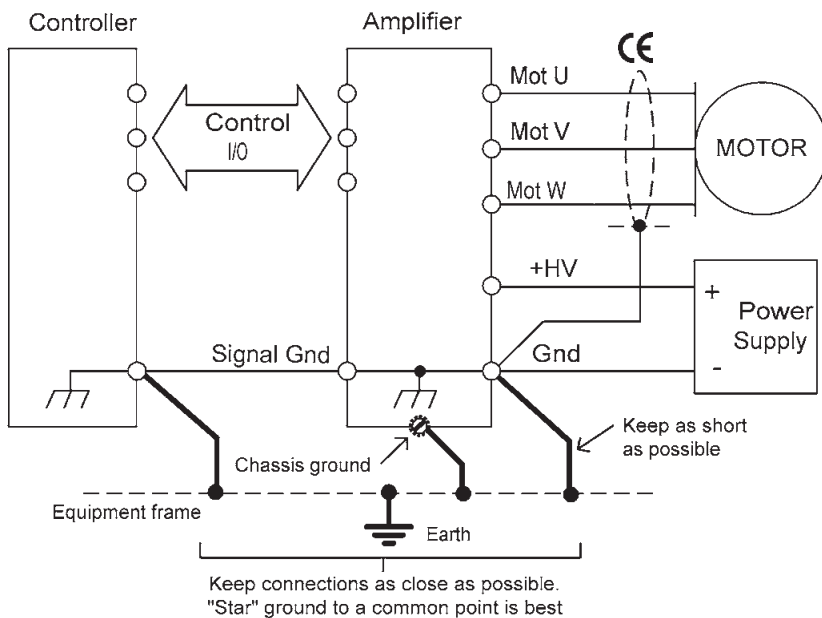 Controller
Amplifier
CE
Mot U
Control
I/0
Mot V
MOTOR
Mot W
+HV
+
Power
Supply
Signal Gnd
Gnd
-
Keep as short
as possible
Chassis ground
Equipment frame
Earth
Keep connections as close as possible.
"Star" ground to a common point is best